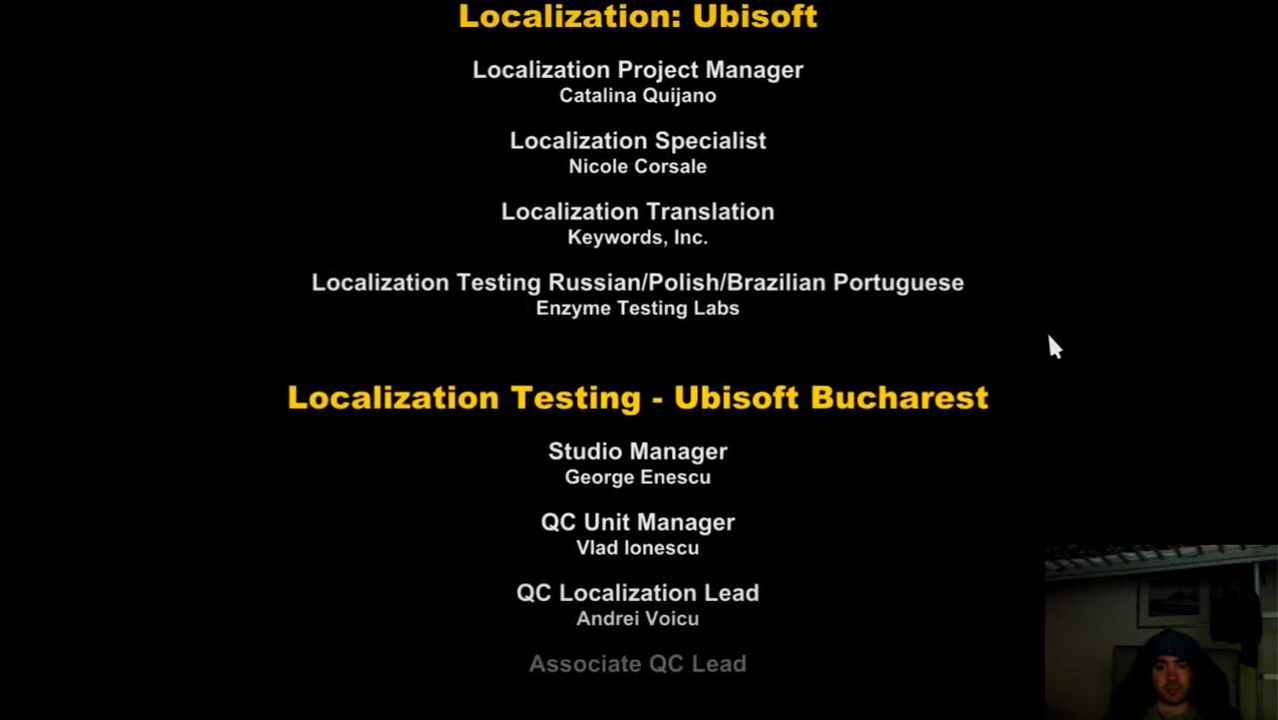 Localization: Ubisoft
Localization Project Manager
Catalina Quijano
Localization Specialist
Nicole Corsale
Localization Translation
Keywords, Inc.
Localization Testing Russian/Polish/Brazilian Portuguese
Enzyme Testing Labs
Localization Testing - Ubisoft Bucharest
Studio Manager
George Enescu
QC Unit Manager
Vlad Ionescu
QC Localization Lead
Andrei Voicu
Associate QC Lead